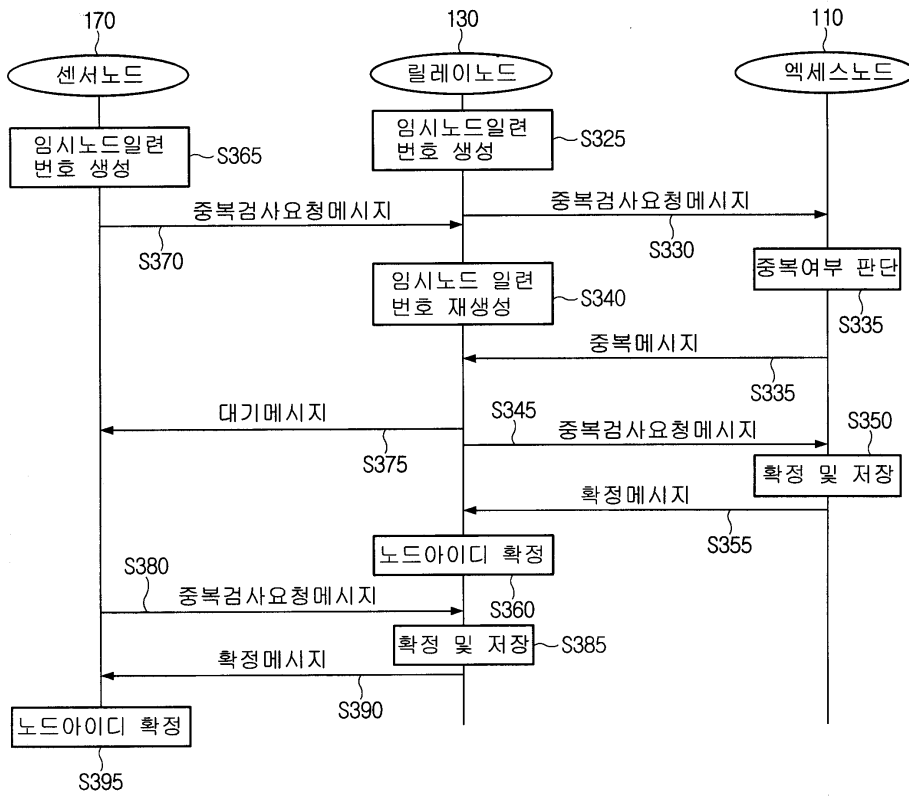 170
130
110
센서노드
릴레이노드
엑세스노드
임시노드일련
번호 생성
S365
임시노드일련
번호 생성
S325
중복검사요청메시지
S370
중복검사요청메시지
S330
중복여부 판단
S335
임시노드 일련
번호 재생성
S340
중복메시지
S335
대기메시지
S375
S345
중복검사요청메시지
S350
확정 및 저장
확정메시지
S355
노드아이디 확정
S360
S380
중복검사요청메시지
확정 및 저장
S385
확정메시지
S390
노드아이디 확정
S395